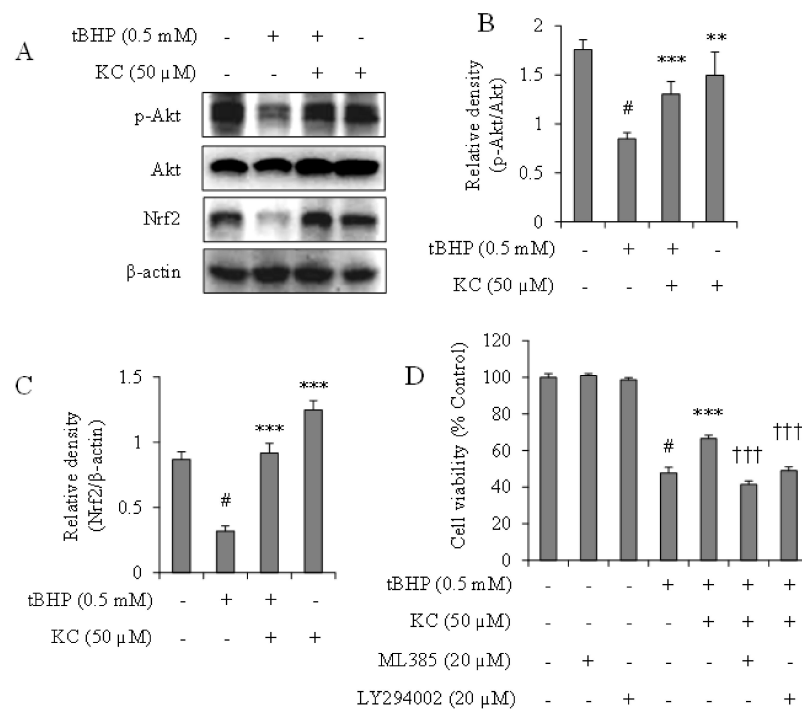 A
tBHP (0.5 mM) - + + -
KC (50 µM) - - + +
p-Akt
Akt
Nrf2
β-actin
B
Relative density
(p-Akt/Akt)
2
1.5
1
0.5
0
# *** **
tBHP (0.5 mM) - + + -
KC (50 µM) - - + +
C
Relative density
(Nrf2/β-actin)
1.5
1
0.5
0
# *** ***
tBHP (0.5 mM) - + + -
KC (50 µM) - - + +
D
Cell viability (% Control)
120
100
80
60
40
20
0
# *** ††† †††
tBHP (0.5 mM) - - - + + + +
KC (50 µM) - - - - + + +
ML385 (20 µM) - + - - - + -
LY294002 (20 µM) - - + - - - +